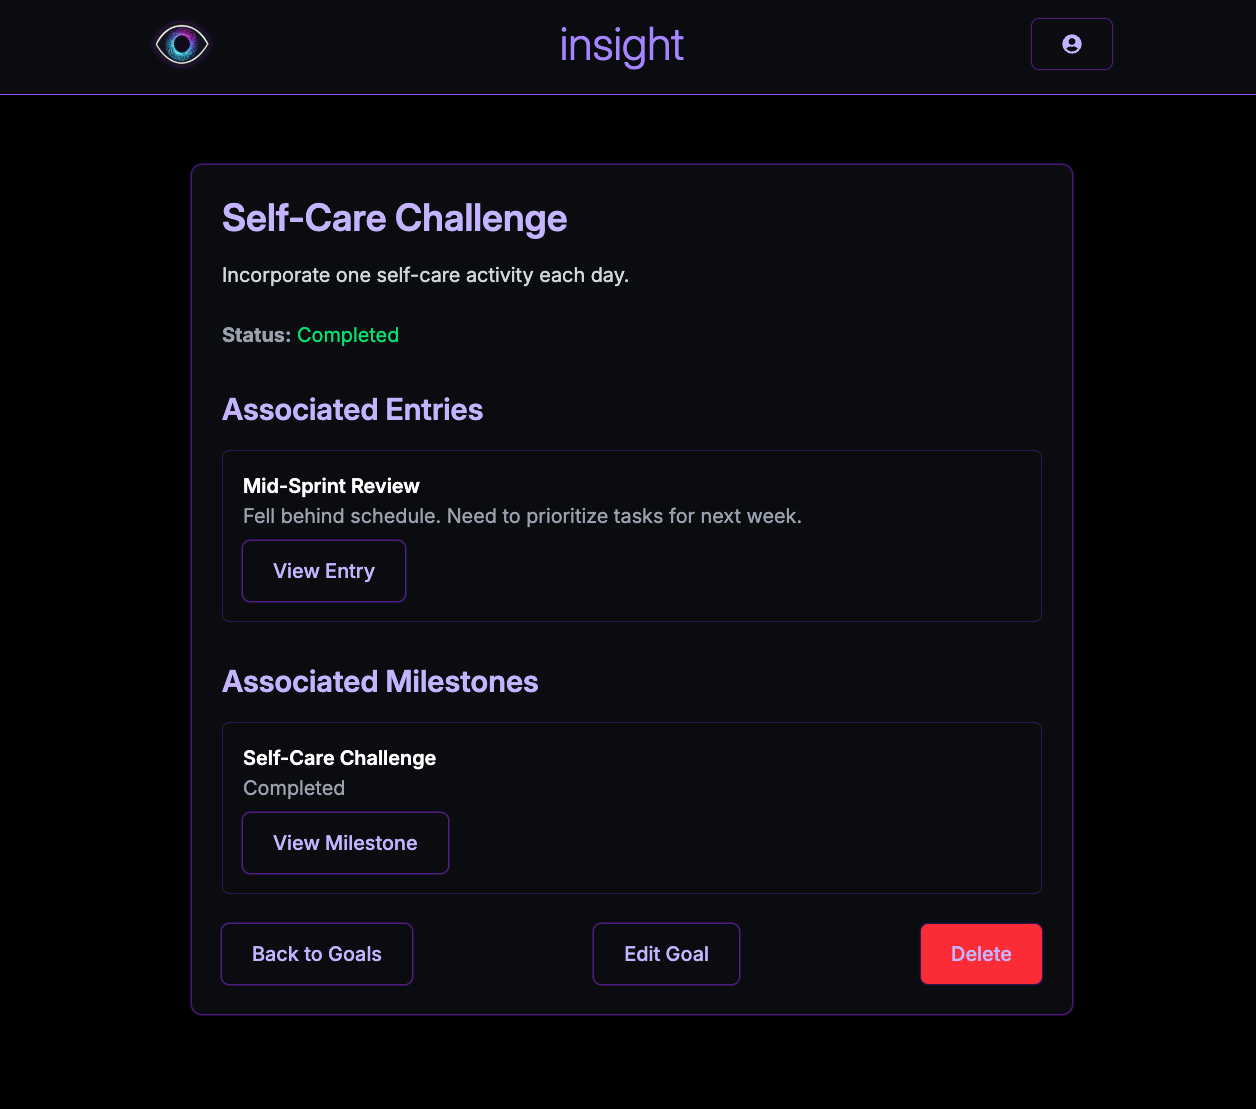 insight
Self-Care Challenge
Incorporate one self-care activity each day.
Status: Completed
Associated Entries
Mid-Sprint Review
Fell behind schedule. Need to prioritize tasks for next week.
View Entry
Associated Milestones
Self-Care Challenge
Completed
View Milestone
Back to Goals
Edit Goal
Delete